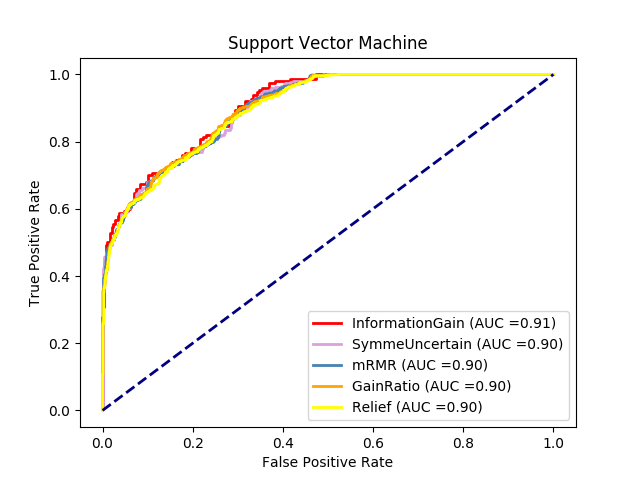 Support Vector Machine
True Positive Rate
1.0
0.8
0.6
0.4
0.2
0.0
InformationGain (AUC =0.91)
SymmeUncertain (AUC =0.90)
mRMR (AUC =0.90)
GainRatio (AUC =0.90)
Relief (AUC =0.90)
0.0 0.2 0.4 0.6 0.8 1.0
False Positive Rate